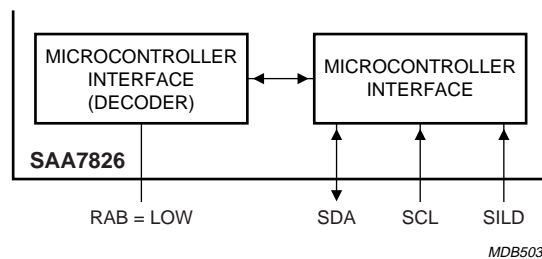 MICROCONTROLLER
INTERFACE
(DECODER)
MICROCONTROLLER
INTERFACE
SAA7826
RAB = LOW
SDA
SCL
SILD
MDB503